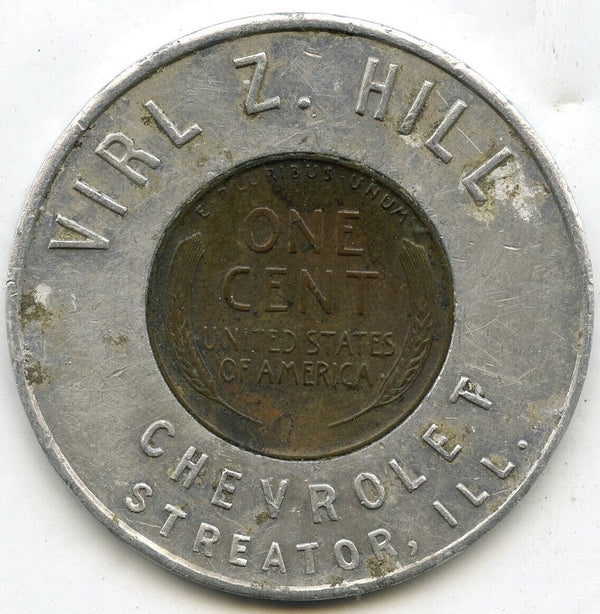 VIRL Z. HILL
E·PLURIBUS·UNUM
ONE
CENT
UNITED STATES
OF AMERICA
CHEVROLET
STREATOR, ILL.